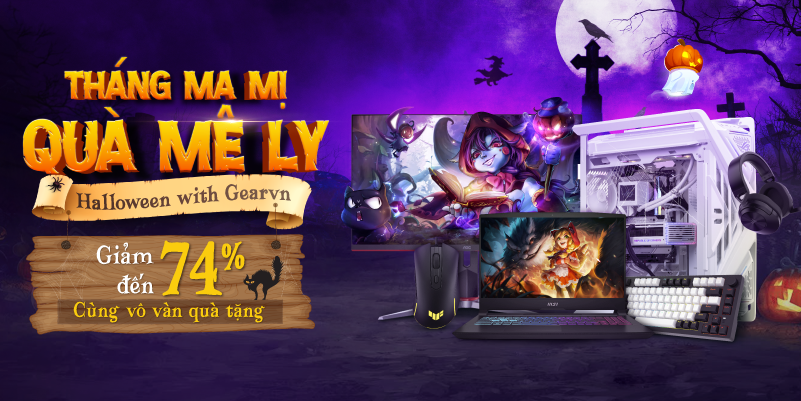 THÁNG MA MỊ
QUÀ MÊ LY
Halloween with Gearvn
Giảm
đến
74%
Cùng vô vàn quà tặng
msi